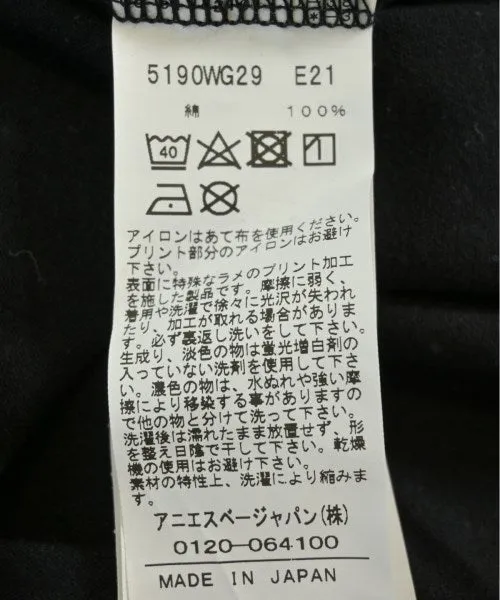 5190WG29 E21
綿 100%
40
アイロンはあて布を使用ください。
プリント部分のアイロンはお避け
下さい。
表面に特殊なラメのプリント加工
を施した製品です。摩擦に弱く、
着用や洗濯で徐々に光沢が失われ
たり、加工が取れる場合がありま
す。必ず裏返し洗いをして下さい。
生成り、淡色の物は蛍光増白剤の
入っていない洗剤を使用して下さ
い。濃色の物は、水ぬれや強い摩
擦により移染する事がありますの
で他の物と分けて洗って下さい。
洗濯後は濡れたまま放置せず、形
を整え日陰で干して下さい。乾燥
機の使用はお避け下さい。
素材の特性上、洗濯により縮みま
す。
アニエスベージャパン(株)
0120-064100
MADE IN JAPAN